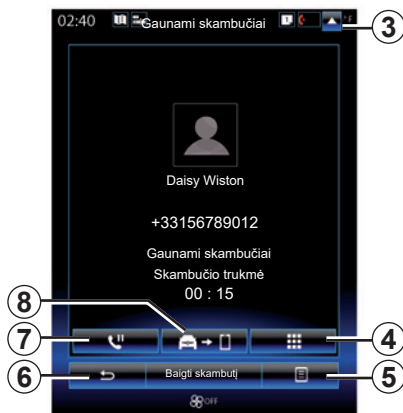 02:40 Gaunami skambučiai °F
3
Daisy Wiston
+33156789012
Gaunami skambučiai
Skambučio trukmė
00 : 15
8
7
4
6
Baigti skambutį
5
OFF